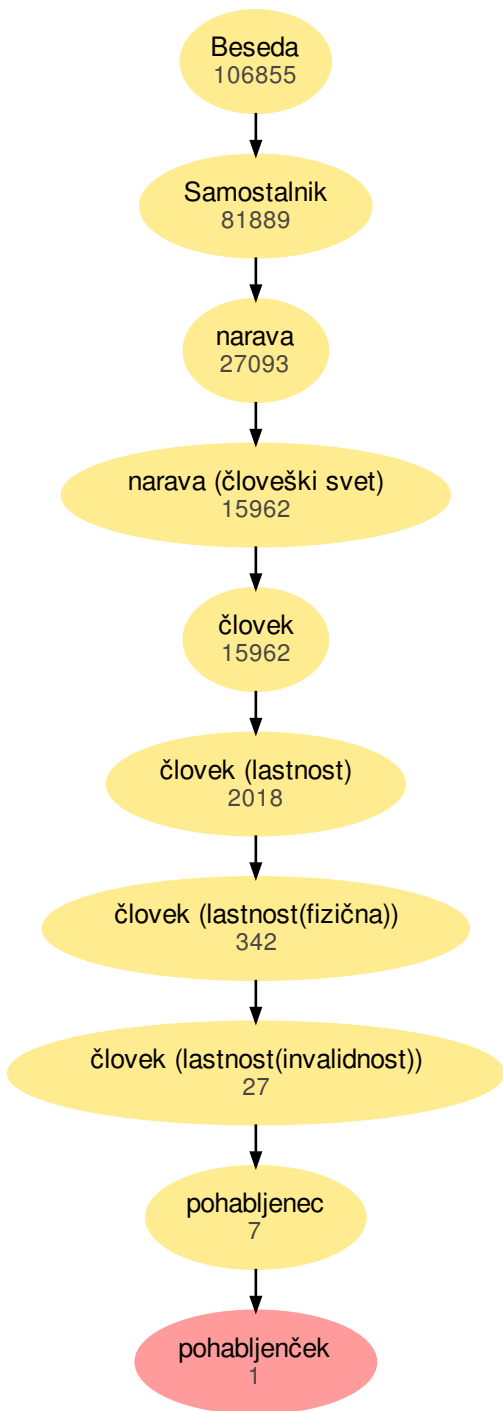 Beseda
106855
Samostalnik
81889
narava
27093
narava (človeški svet)
15962
človek
15962
človek (lastnost)
2018
človek (lastnost(fizična))
342
človek (lastnost(invalidnost))
27
pohabljenec
7
pohabljenček
1